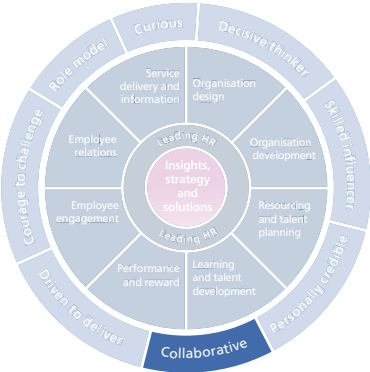 Curious
Decisive thinker
Skilled influencer
Personally credible
Collaborative
Driven to deliver
Courage to challenge
Role model
Service
delivery and
information
Organisation
design
Organisation
development
Resourcing
and talent
planning
Learning
and talent
development
Performance
and reward
Employee
engagement
Employee
relations
Leading HR
Insights,
strategy
and
solutions
Leading HR